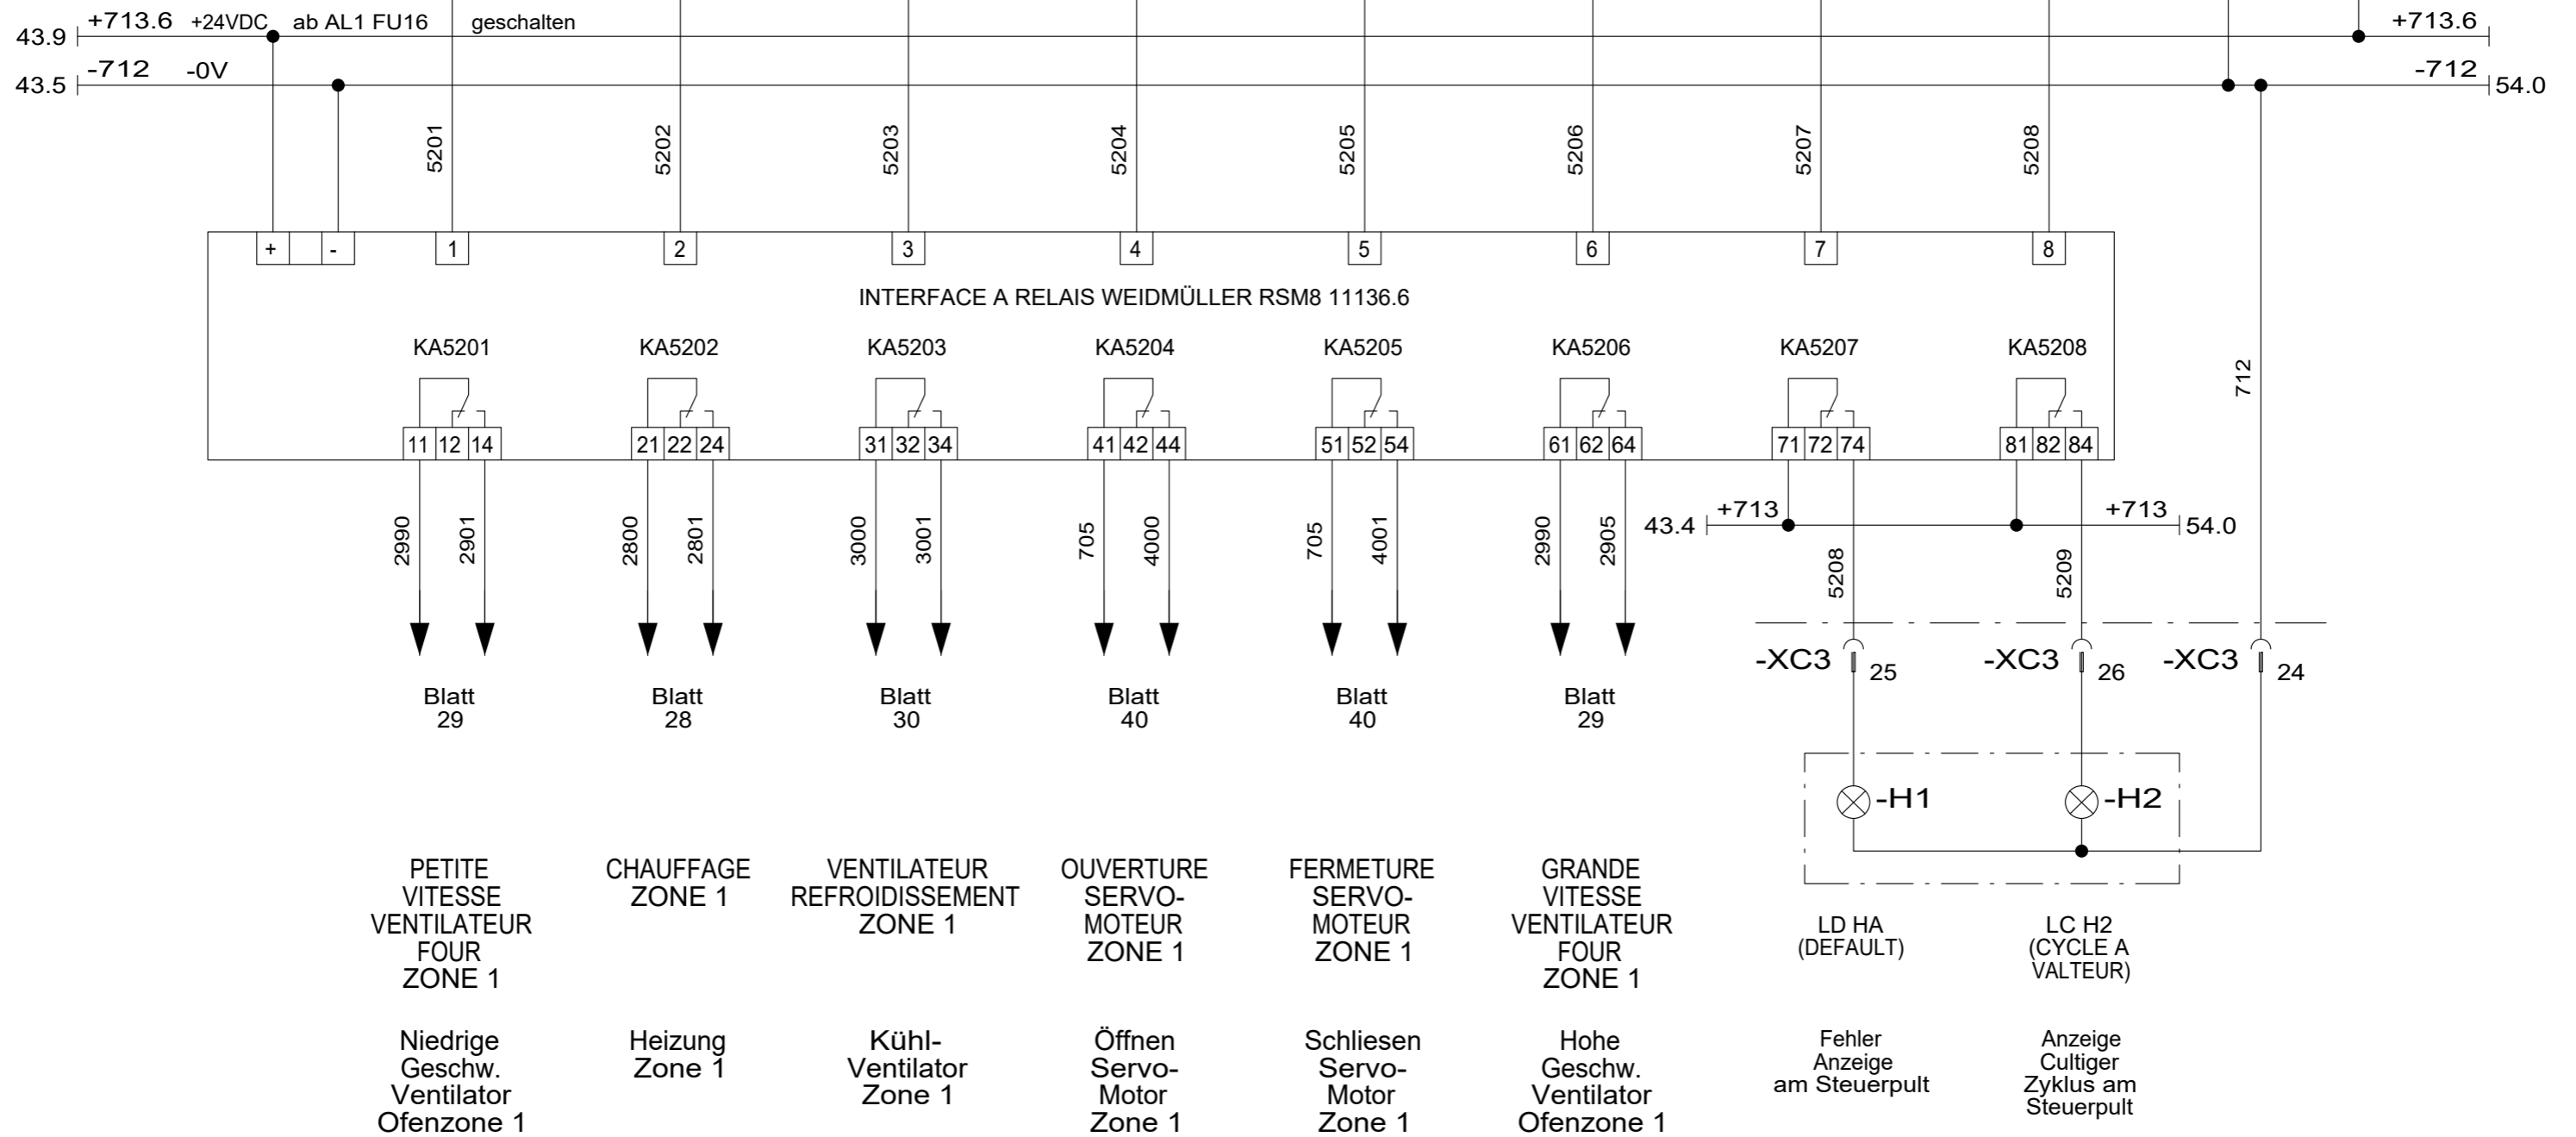 +713.6 +24VDC ab AL1 FU16 geschalten +713.6
43.9
-712 -0V -712
43.5 54.0
5201 5202 5203 5204 5205 5206 5207 5208
+ - 1 2 3 4 5 6 7 8
INTERFACE A RELAIS WEIDMÜLLER RSM8 11136.6
KA5201 KA5202 KA5203 KA5204 KA5205 KA5206 KA5207 KA5208
712
11 12 14 21 22 24 31 32 34 41 42 44 51 52 54 61 62 64 71 72 74 81 82 84
+713 +713
43.4 54.0
2990 2901 2800 2801 3000 3001 705 4000 705 4001 2990 2905
5208 5209
-XC3 25 -XC3 26 -XC3 24
Blatt Blatt Blatt Blatt Blatt Blatt
29 28 30 40 40 29
-H1 -H2
PETITE
VITESSE
VENTILATEUR
FOUR
ZONE 1
CHAUFFAGE
ZONE 1
VENTILATEUR
REFROIDISSEMENT
ZONE 1
OUVERTURE
SERVO-
MOTEUR
ZONE 1
FERMETURE
SERVO-
MOTEUR
ZONE 1
GRANDE
VITESSE
VENTILATEUR
FOUR
ZONE 1
LD HA
(DEFAULT)
LC H2
(CYCLE A
VALTEUR)
Niedrige
Geschw.
Ventilator
Ofenzone 1
Heizung
Zone 1
Kühl-
Ventilator
Zone 1
Öffnen
Servo-
Motor
Zone 1
Schliesen
Servo-
Motor
Zone 1
Hohe
Geschw.
Ventilator
Ofenzone 1
Fehler
Anzeige
am Steuerpult
Anzeige
Cultiger
Zyklus am
Steuerpult